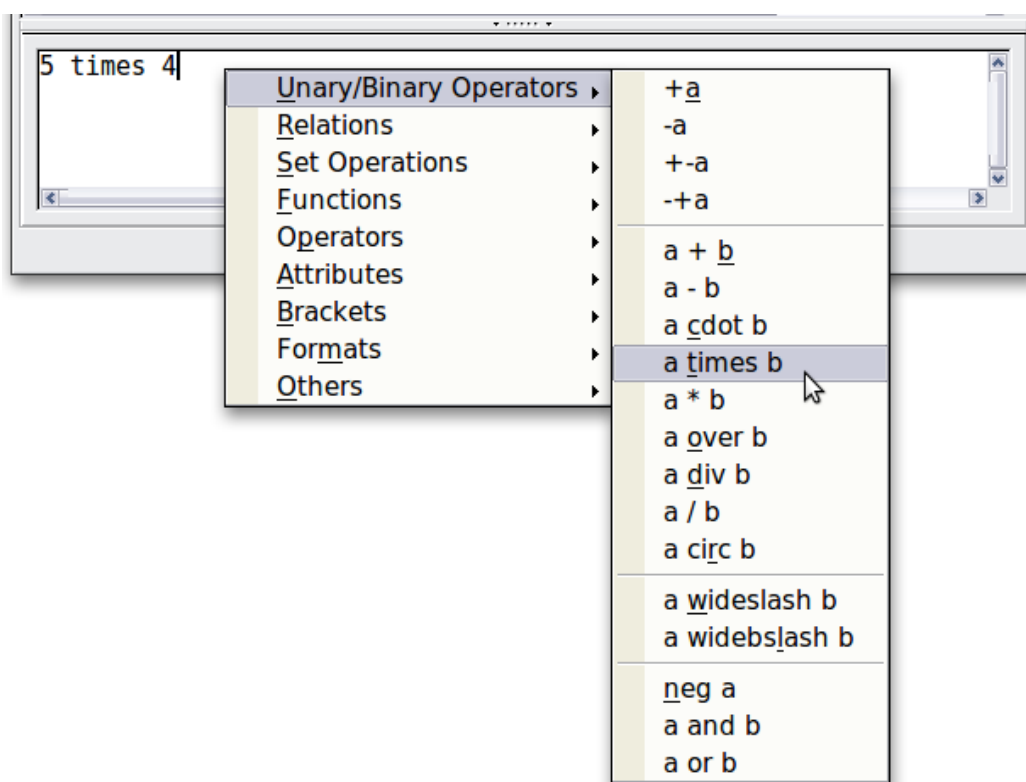 5 times 4
Unary/Binary Operators
Relations
Set Operations
Functions
Operators
Attributes
Brackets
Formats
Others
+a
-a
+-a
-+a
a + b
a - b
a cdot b
a times b
a * b
a over b
a div b
a / b
a circ b
a wideslash b
a widebslash b
neg a
a and b
a or b